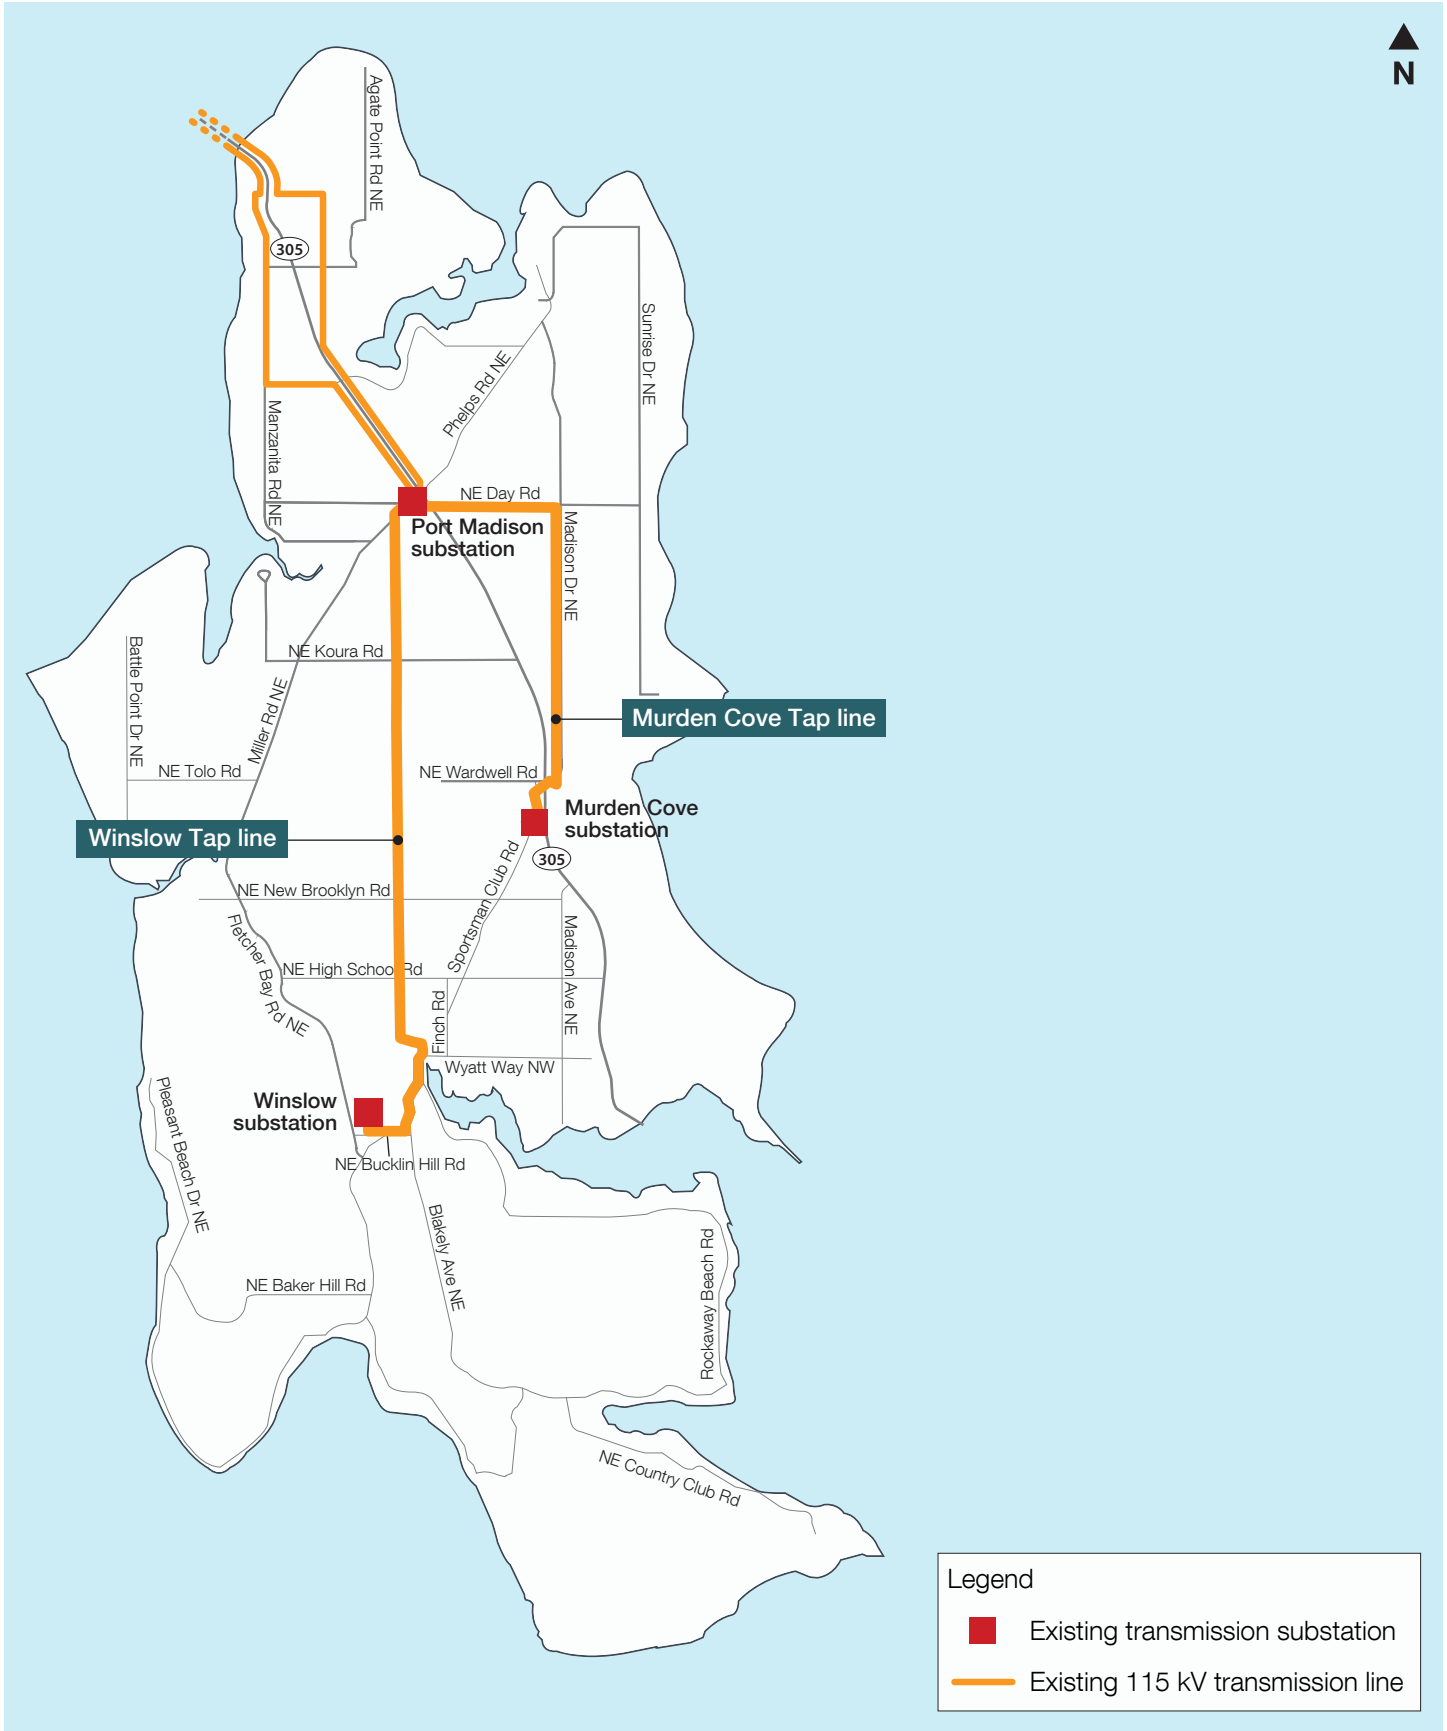 N
Agate Point Rd NE
305
Sunrise Dr NE
Phelps Rd NE
Manzanita Rd NE
NE Day Rd
Port Madison
substation
Madison Dr NE
Battle Point Dr NE
NE Koura Rd
Miller Rd NE
Murden Cove Tap line
NE Tolo Rd
NE Wardwell Rd
Murden Cove
substation
Winslow Tap line
305
Sportsman Club Rd
NE New Brooklyn Rd
Fletcher Bay Rd NE
Madison Ave NE
NE High School Rd
Finch Rd
Wyatt Way NW
Pleasant Beach Dr NE
Winslow
substation
NE Bucklin Hill Rd
Blakely Ave NE
Rockaway Beach Rd
NE Baker Hill Rd
NE Country Club Rd
Legend
Existing transmission substation
Existing 115 kV transmission line